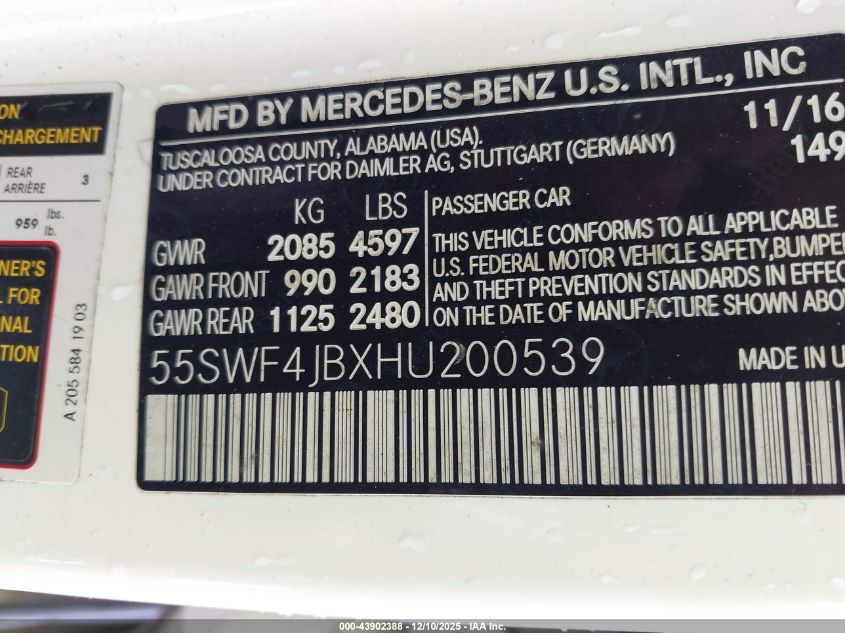 ON
CHARGEMENT
REAR
ARRIÈRE 3
959 lbs.
lb.
NER'S
L FOR
ONAL
TION
A 205 584 19 03
MFD BY MERCEDES-BENZ U.S. INTL., INC
TUSCALOOSA COUNTY, ALABAMA (USA). 11/16
UNDER CONTRACT FOR DAIMLER AG, STUTTGART (GERMANY) 149
KG LBS
GVWR 2085 4597
GAWR FRONT 990 2183
GAWR REAR 1125 2480
PASSENGER CAR
THIS VEHICLE CONFORMS TO ALL APPLICABLE
U.S. FEDERAL MOTOR VEHICLE SAFETY, BUMPE
AND THEFT PREVENTION STANDARDS IN EFFEC
ON THE DATE OF MANUFACTURE SHOWN ABO
55SWF4JBXHU200539 MADE IN U
000-43902388 - 12/10/2025 - IAA Inc.